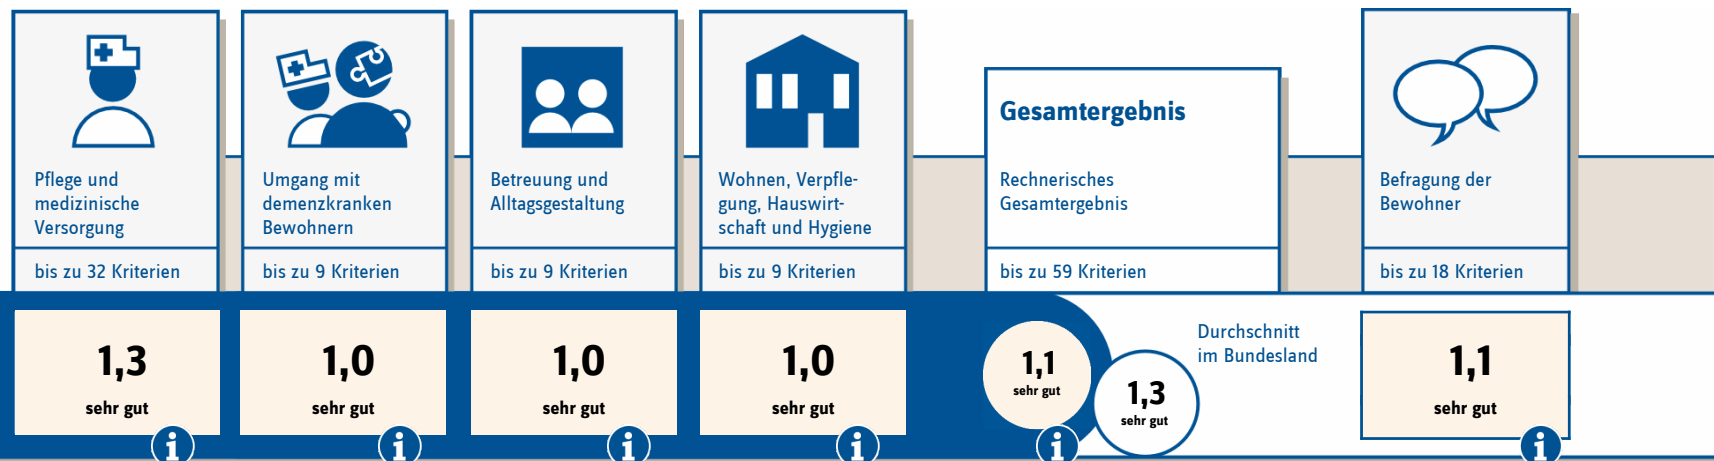 Pflege und
medizinische
Versorgung
bis zu 32 Kriterien
1,3
sehr gut
Umgang mit
demenzkranken
Bewohnern
bis zu 9 Kriterien
1,0
sehr gut
Betreuung und
Alltagsgestaltung
bis zu 9 Kriterien
1,0
sehr gut
Wohnen, Verpfle-
gung, Hauswirt-
schaft und Hygiene
bis zu 9 Kriterien
1,0
sehr gut
Gesamtergebnis
Rechnerisches
Gesamtergebnis
bis zu 59 Kriterien
1,1
sehr gut
Durchschnitt
im Bundesland
1,3
sehr gut
Befragung der
Bewohner
bis zu 18 Kriterien
1,1
sehr gut